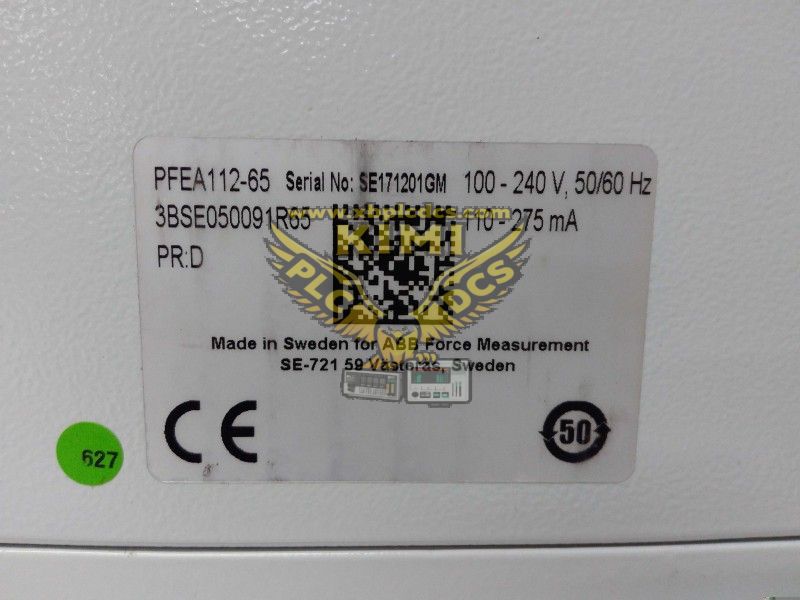 PFEA112-65 Serial No: SE171201GM 100 - 240 V, 50/60 Hz
3BSE050091R65 110 - 275 mA
www.xbplcdcs.com
KIMI
PLC DCS
PR:D
Made in Sweden for ABB Force Measurement
SE-721 59 Västerås, Sweden
CE
50
627